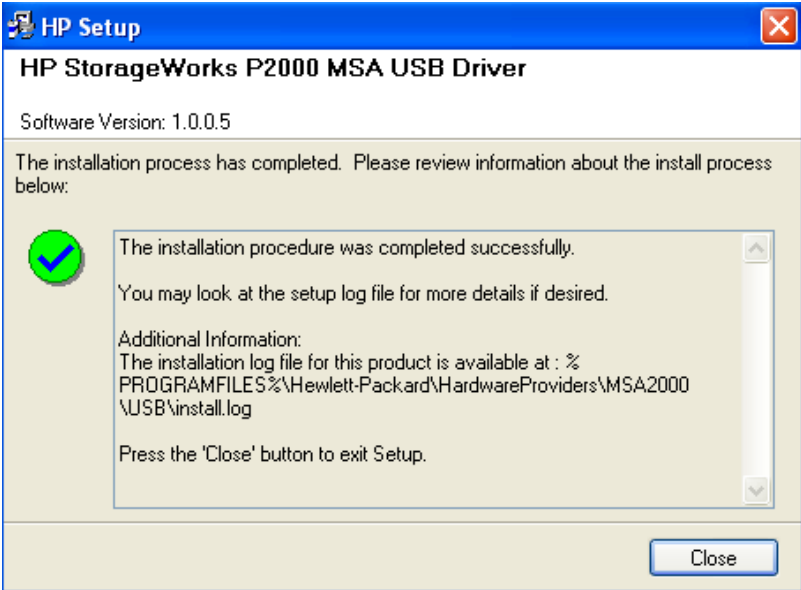 HP Setup
HP StorageWorks P2000 MSA USB Driver
Software Version: 1.0.0.5
The installation process has completed.  Please review information about the install process
below:
The installation procedure was completed successfully.
You may look at the setup log file for more details if desired.
Additional Information:
The installation log file for this product is available at : %
PROGRAMFILES%\Hewlett-Packard\HardwareProviders\MSA2000
\USB\install.log
Press the 'Close' button to exit Setup.
Close